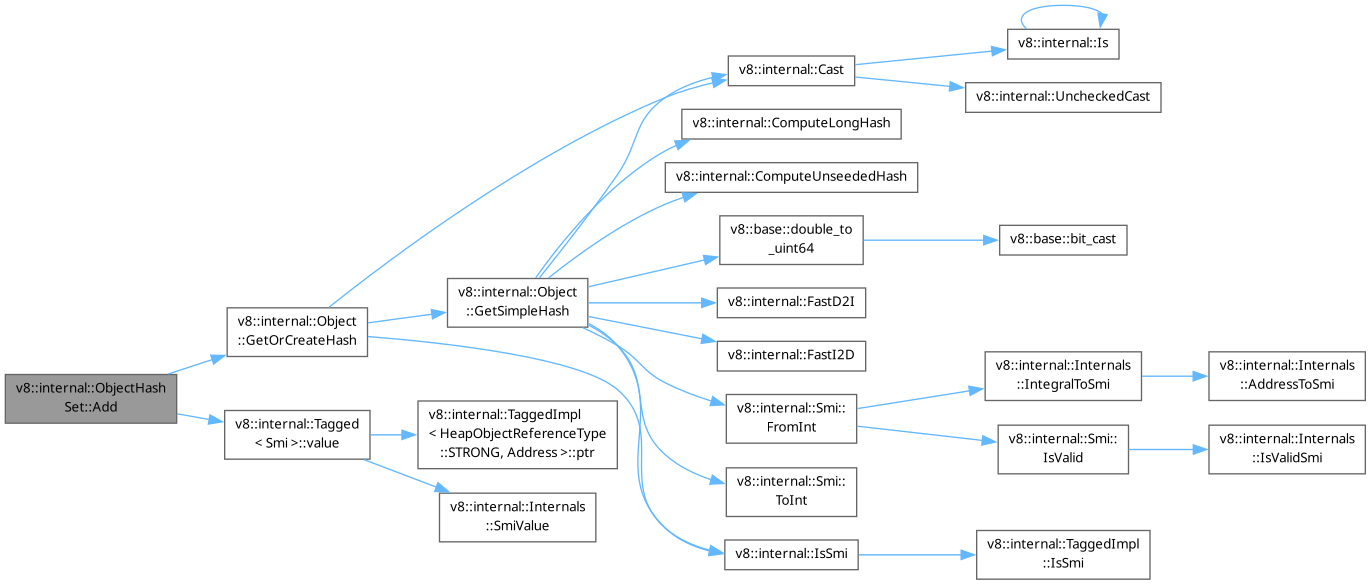 v8::internal::ObjectHash
Set::Add
v8::internal::Object
::GetOrCreateHash
v8::internal::Tagged
< Smi >::value
v8::internal::Object
::GetSimpleHash
v8::internal::TaggedImpl
< HeapObjectReferenceType
::STRONG, Address >::ptr
v8::internal::Internals
::SmiValue
v8::internal::Cast
v8::internal::ComputeLongHash
v8::internal::ComputeUnseededHash
v8::base::double_to
_uint64
v8::internal::FastD2I
v8::internal::FastI2D
v8::internal::Smi::
FromInt
v8::internal::Smi::
ToInt
v8::internal::IsSmi
v8::internal::Is
v8::internal::UncheckedCast
v8::base::bit_cast
v8::internal::Internals
::IntegralToSmi
v8::internal::Smi::
IsValid
v8::internal::TaggedImpl
::IsSmi
v8::internal::Internals
::AddressToSmi
v8::internal::Internals
::IsValidSmi